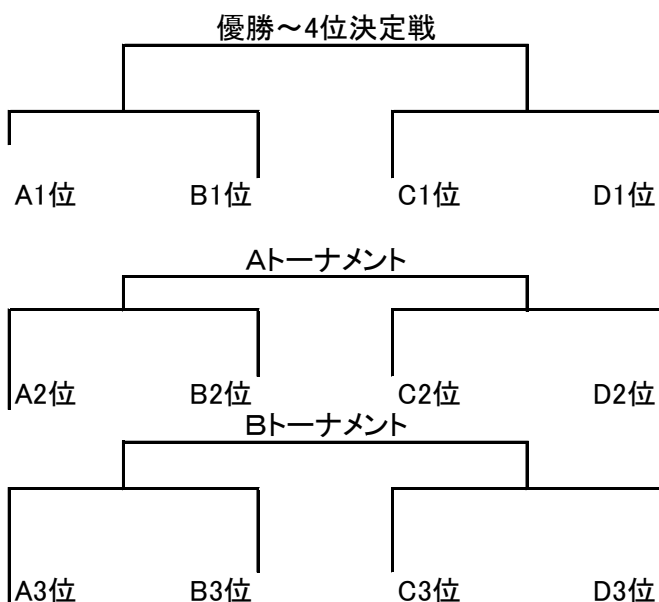 優勝～4位決定戦
A1位 B1位 C1位 D1位
Aトーナメント
A2位 B2位 C2位 D2位
Bトーナメント
A3位 B3位 C3位 D3位